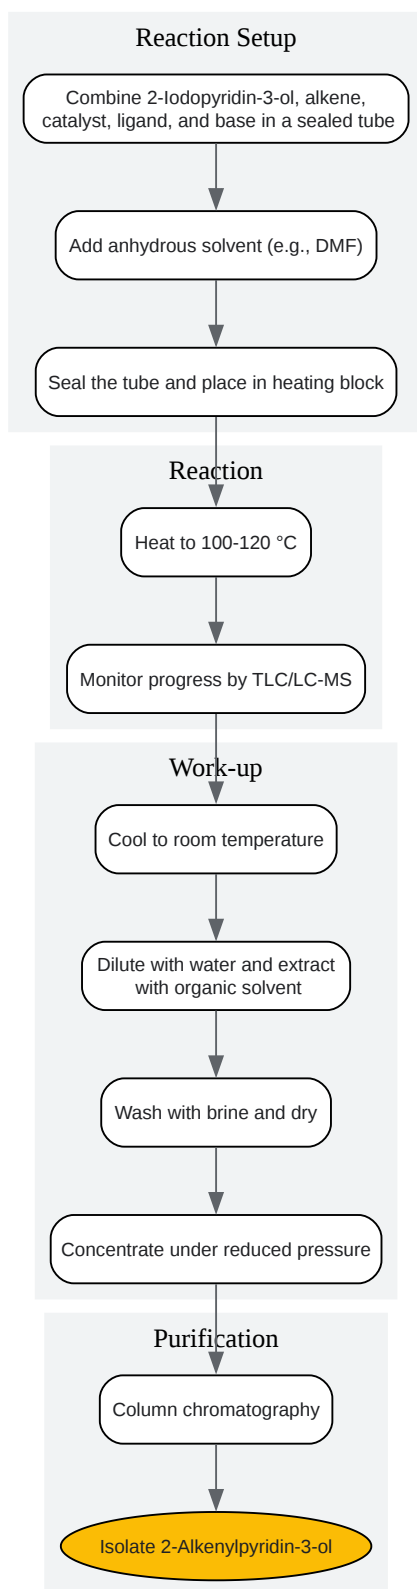 Reaction Setup
Combine 2-Iodopyridin-3-ol, alkene,
catalyst, ligand, and base in a sealed tube
Add anhydrous solvent (e.g., DMF)
Seal the tube and place in heating block
Reaction
Heat to 100-120 °C
Monitor progress by TLC/LC-MS
Work-up
Cool to room temperature
Dilute with water and extract
with organic solvent
Wash with brine and dry
Concentrate under reduced pressure
Purification
Column chromatography
Isolate 2-Alkenylpyridin-3-ol